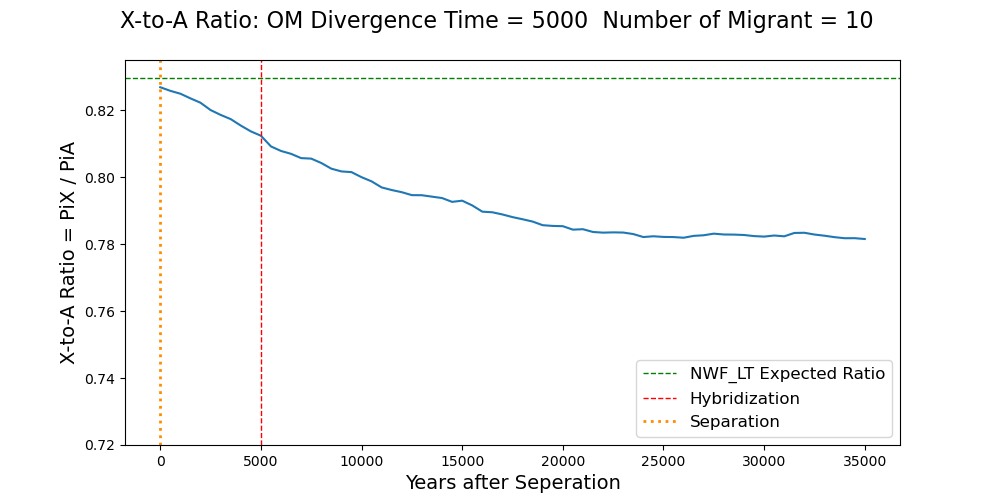 X-to-A Ratio: OM Divergence Time = 5000  Number of Migrant = 10
X-to-A Ratio = PiX / PiA
0.82
0.80
0.78
0.76
0.74
0.72
NWF_LT Expected Ratio
Hybridization
Separation
0 5000 10000 15000 20000 25000 30000 35000
Years after Seperation